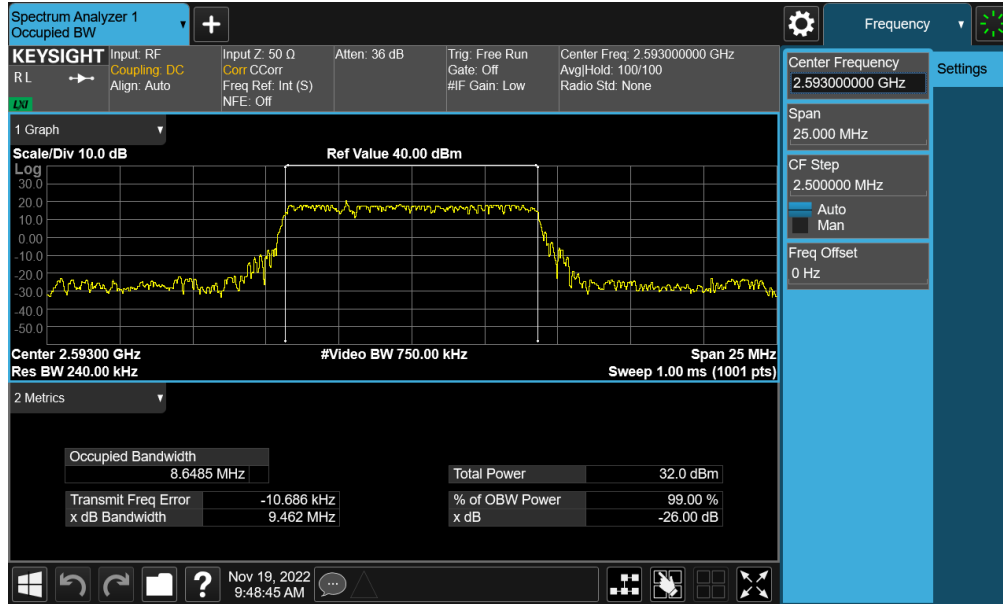 Spectrum Analyzer 1
Occupied BW
Frequency
KEYSIGHT
RL
LXI
Input: RF
Coupling: DC
Align: Auto
Input Z: 50 Ω
Corr CCorr
Freq Ref: Int (S)
NFE: Off
Atten: 36 dB
Trig: Free Run
Gate: Off
#IF Gain: Low
Center Freq: 2.593000000 GHz
Avg|Hold: 100/100
Radio Std: None
Center Frequency
2.593000000 GHz
Settings
Span
25.000 MHz
CF Step
2.500000 MHz
Auto
Man
Freq Offset
0 Hz
1 Graph
Scale/Div 10.0 dB
Ref Value 40.00 dBm
Log
30.0
20.0
10.0
0.00
-10.0
-20.0
-30.0
-40.0
-50.0
Center 2.59300 GHz
#Video BW 750.00 kHz
Span 25 MHz
Res BW 240.00 kHz
Sweep 1.00 ms (1001 pts)
2 Metrics
Occupied Bandwidth
8.6485 MHz
Total Power 32.0 dBm
Transmit Freq Error -10.686 kHz
% of OBW Power 99.00 %
x dB Bandwidth 9.462 MHz
x dB -26.00 dB
?
Nov 19, 2022
9:48:45 AM